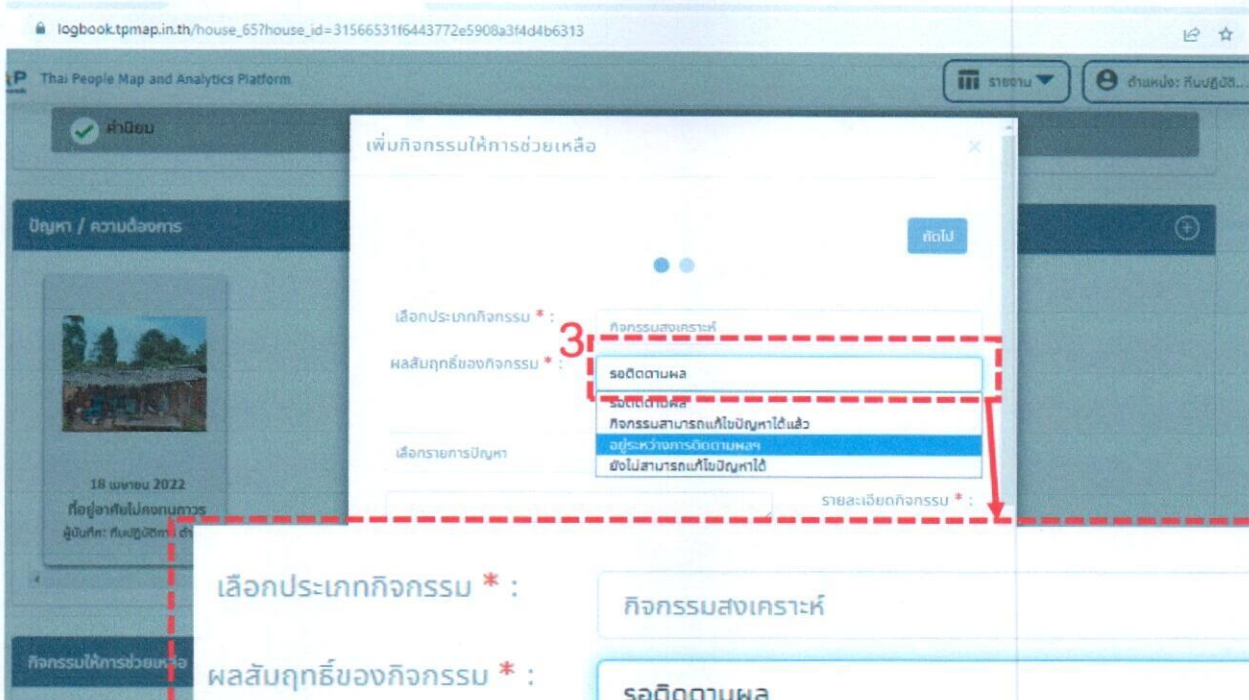 logbook.tpmap.in.th/house_65?house_id=31566531f6443772e5908a3f4d4b6313
P Thai People Map and Analytics Platform
รายงาน
ตำแหน่ง: ทีมปฏิบัติ...
ค่านิยม
เพิ่มกิจกรรมให้การช่วยเหลือ
ปัญหา / ความต้องการ
ถัดไป
เลือกประเภทกิจกรรม * :
กิจกรรมสงเคราะห์
3
ผลสัมฤทธิ์ของกิจกรรม * :
รอติดตามผล
รอติดตามผล
กิจกรรมสามารถแก้ไขปัญหาได้แล้ว
อยู่ระหว่างการติดตามผลฯ
ยังไม่สามารถแก้ไขปัญหาได้
เลือกรายการปัญหา
รายละเอียดกิจกรรม * :
18 เมษายน 2022
ที่อยู่อาศัยไม่คงทนถาวร
ผู้บันทึก: ทีมปฏิบัติการ
เลือกประเภทกิจกรรม * :
กิจกรรมสงเคราะห์
กิจกรรมให้การช่วยเหลือ
ผลสัมฤทธิ์ของกิจกรรม * :
รอติดตามผล